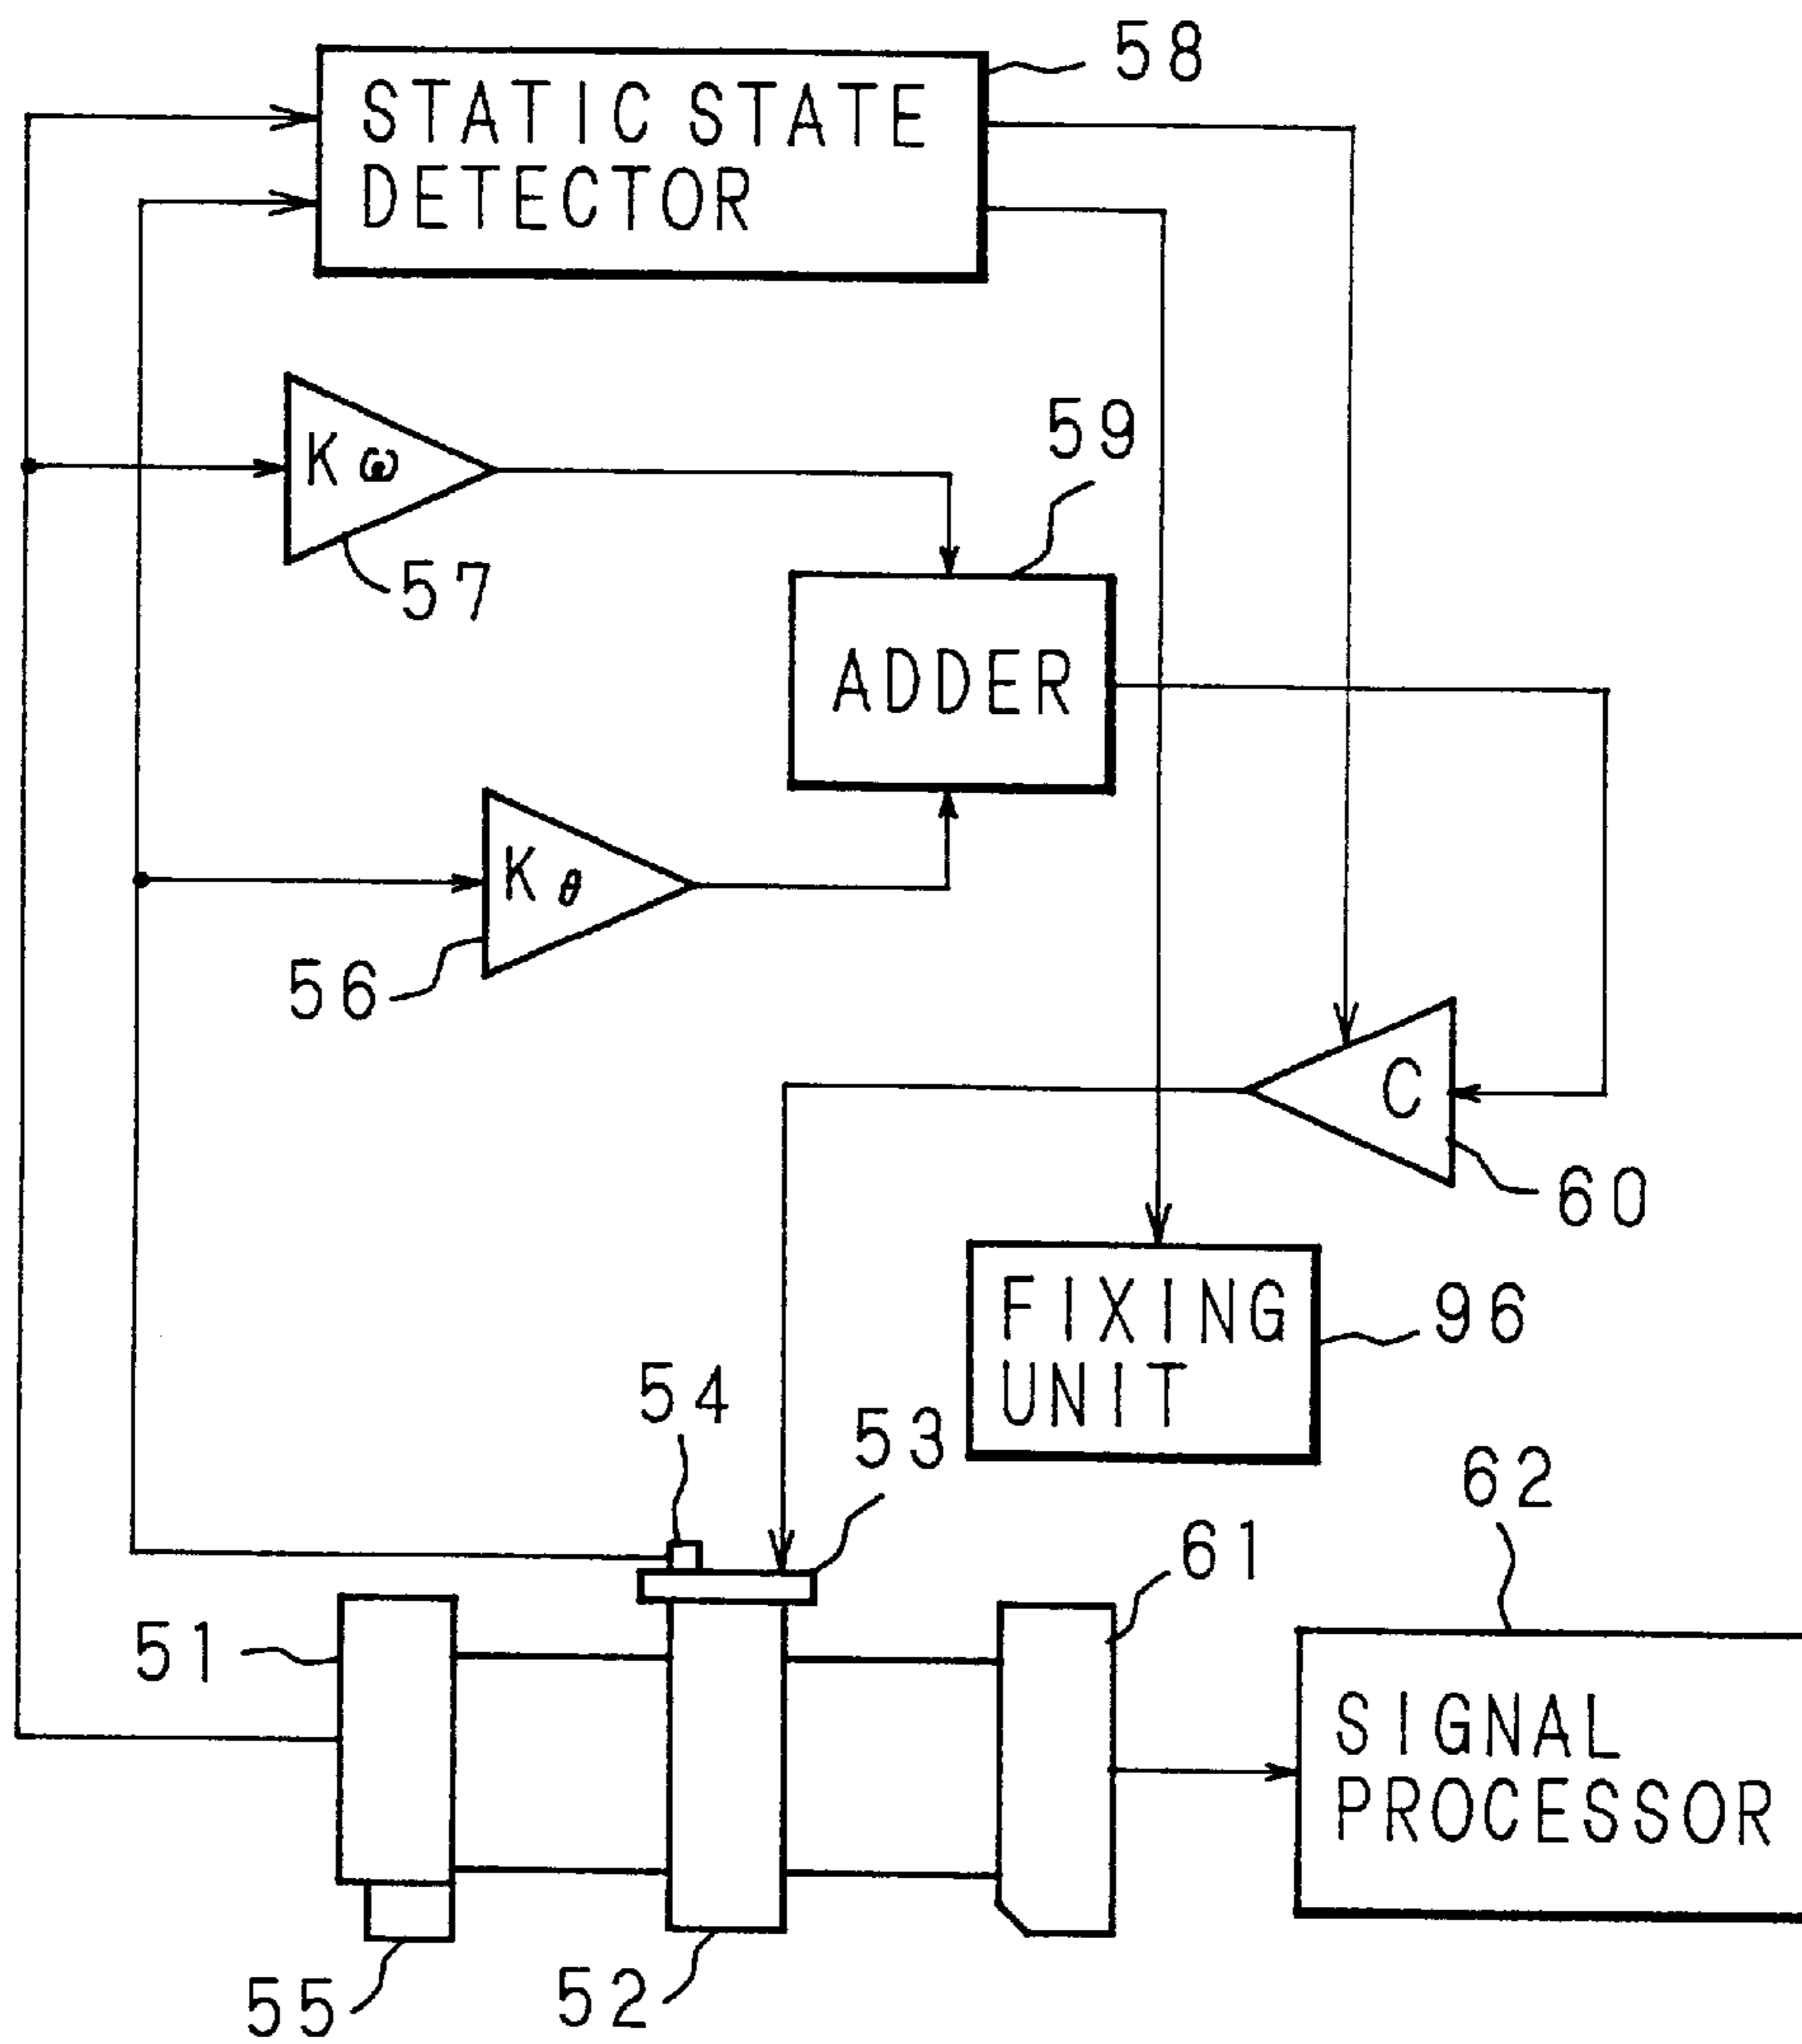 58
STATIC STATE
DETECTOR
Kω
57
59
ADDER
Kθ
56
C
60
FIXING
UNIT
96
54
53
62
61
51
SIGNAL
PROCESSOR
55
52